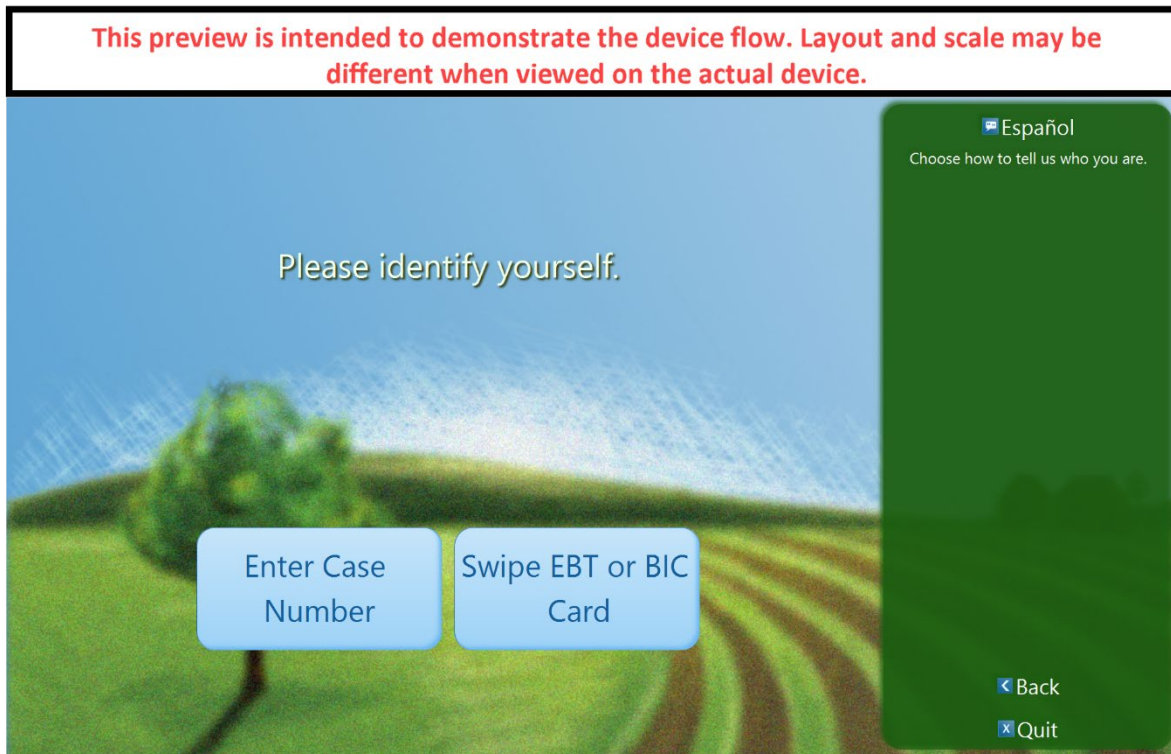 This preview is intended to demonstrate the device flow. Layout and scale may be
different when viewed on the actual device.
Español
Choose how to tell us who you are.
Please identify yourself.
Enter Case
Number
Swipe EBT or BIC
Card
Back
Quit